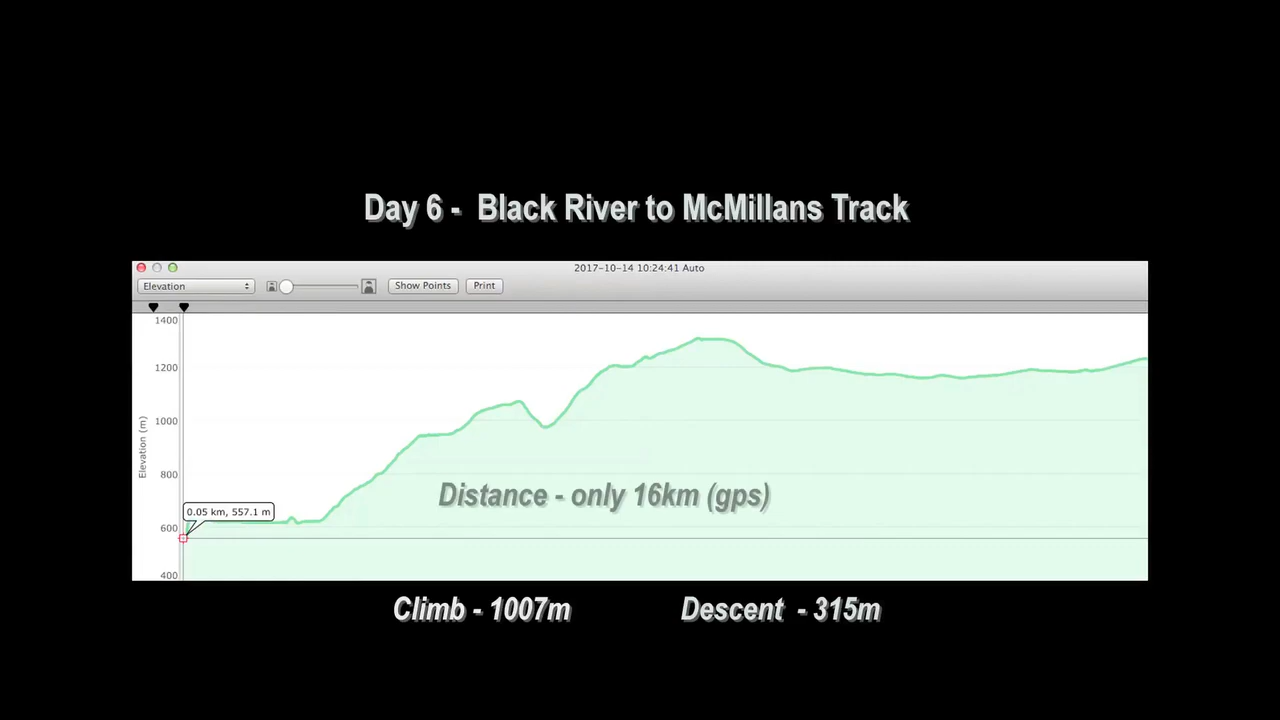 Day 6 - Black River to McMillans Track
2017-10-14 10:24:41 Auto
Elevation
Show Points
Print
1400
1200
1000
800
600
400
Elevation (m)
0.05 km, 557.1 m
Distance - only 16km (gps)
Climb - 1007m
Descent - 315m